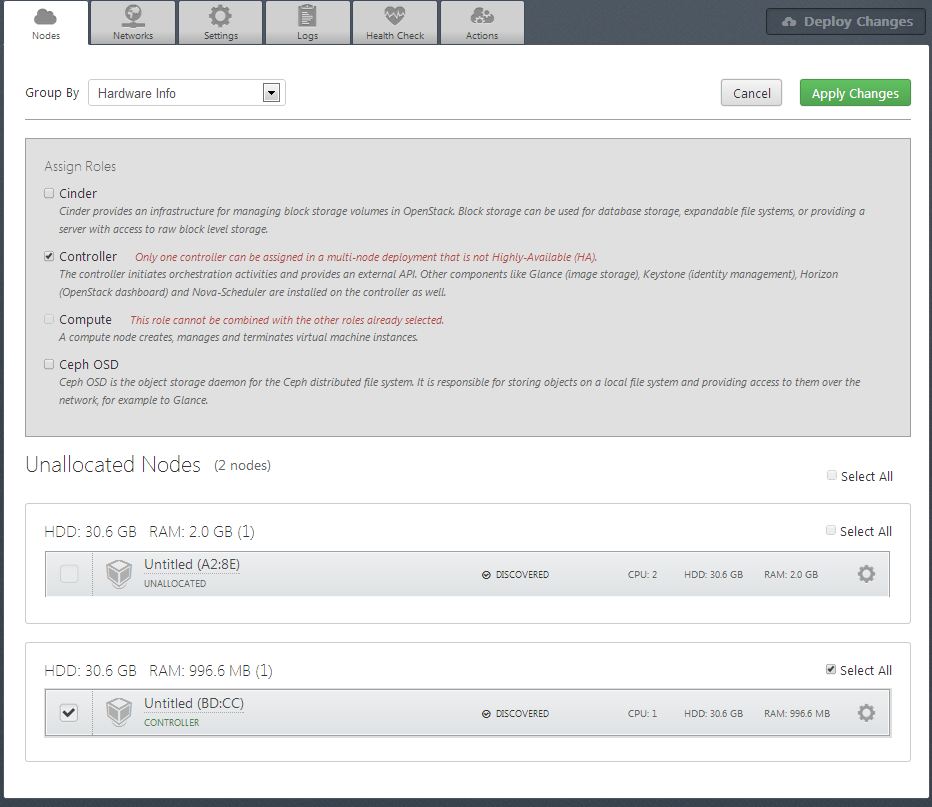 Nodes
Networks
Settings
Logs
Health Check
Actions
Deploy Changes
Group By
Hardware Info
Cancel
Apply Changes
Assign Roles
Cinder
Cinder provides an infrastructure for managing block storage volumes in OpenStack. Block storage can be used for database storage, expandable file systems, or providing a
server with access to raw block level storage.
Controller Only one controller can be assigned in a multi-node deployment that is not Highly-Available (HA).
The controller initiates orchestration activities and provides an external API. Other components like Glance (image storage), Keystone (identity management), Horizon
(OpenStack dashboard) and Nova-Scheduler are installed on the controller as well.
Compute This role cannot be combined with the other roles already selected.
A compute node creates, manages and terminates virtual machine instances.
Ceph OSD
Ceph OSD is the object storage daemon for the Ceph distributed file system. It is responsible for storing objects on a local file system and providing access to them over the
network, for example to Glance.
Unallocated Nodes (2 nodes)
Select All
HDD: 30.6 GB RAM: 2.0 GB (1)
Select All
Untitled (A2:8E)
UNALLOCATED
DISCOVERED
CPU: 2
HDD: 30.6 GB
RAM: 2.0 GB
HDD: 30.6 GB RAM: 996.6 MB (1)
Select All
Untitled (BD:CC)
CONTROLLER
DISCOVERED
CPU: 1
HDD: 30.6 GB
RAM: 996.6 MB